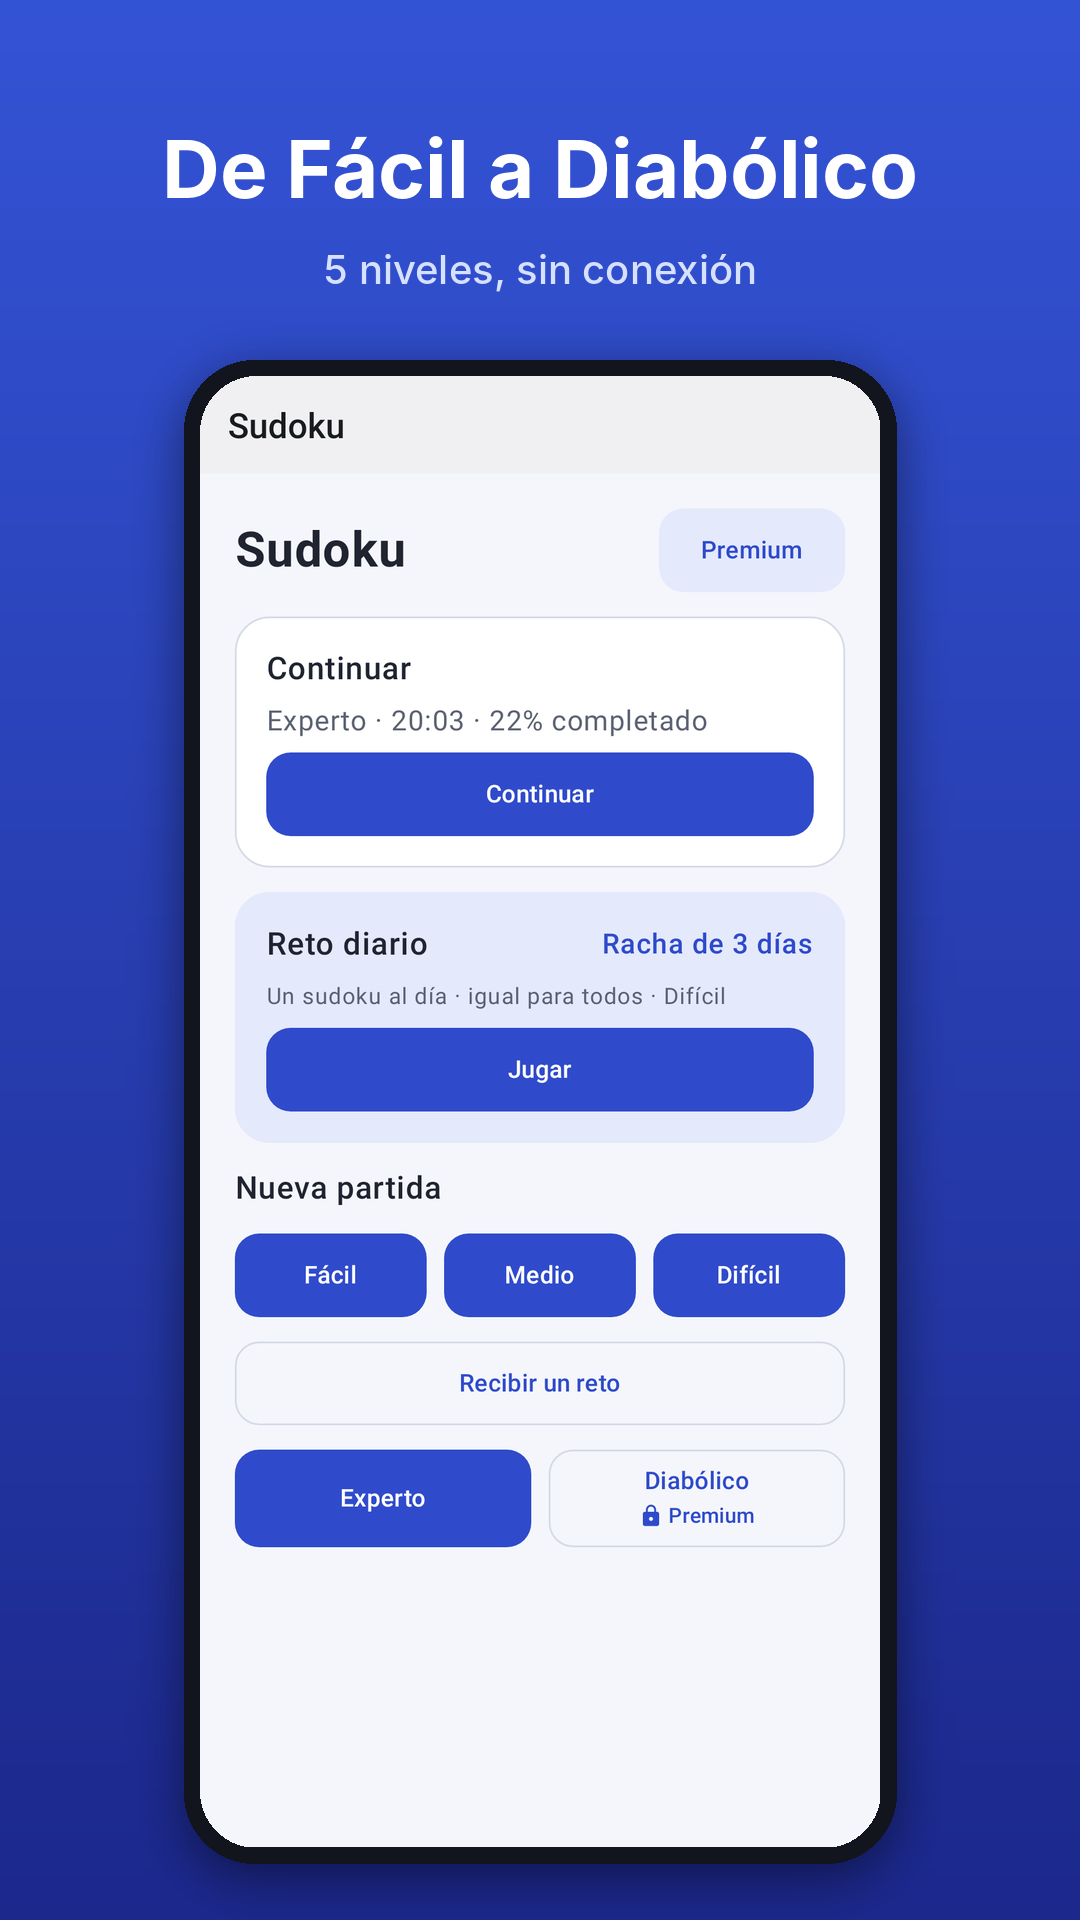 De Fácil a Diabólico
5 niveles, sin conexión
Sudoku
Sudoku
Premium
Continuar
Experto · 20:03 · 22% completado
Continuar
Reto diario
Racha de 3 días
Un sudoku al día · igual para todos · Difícil
Jugar
Nueva partida
Fácil
Medio
Difícil
Recibir un reto
Experto
Diabólico
Premium